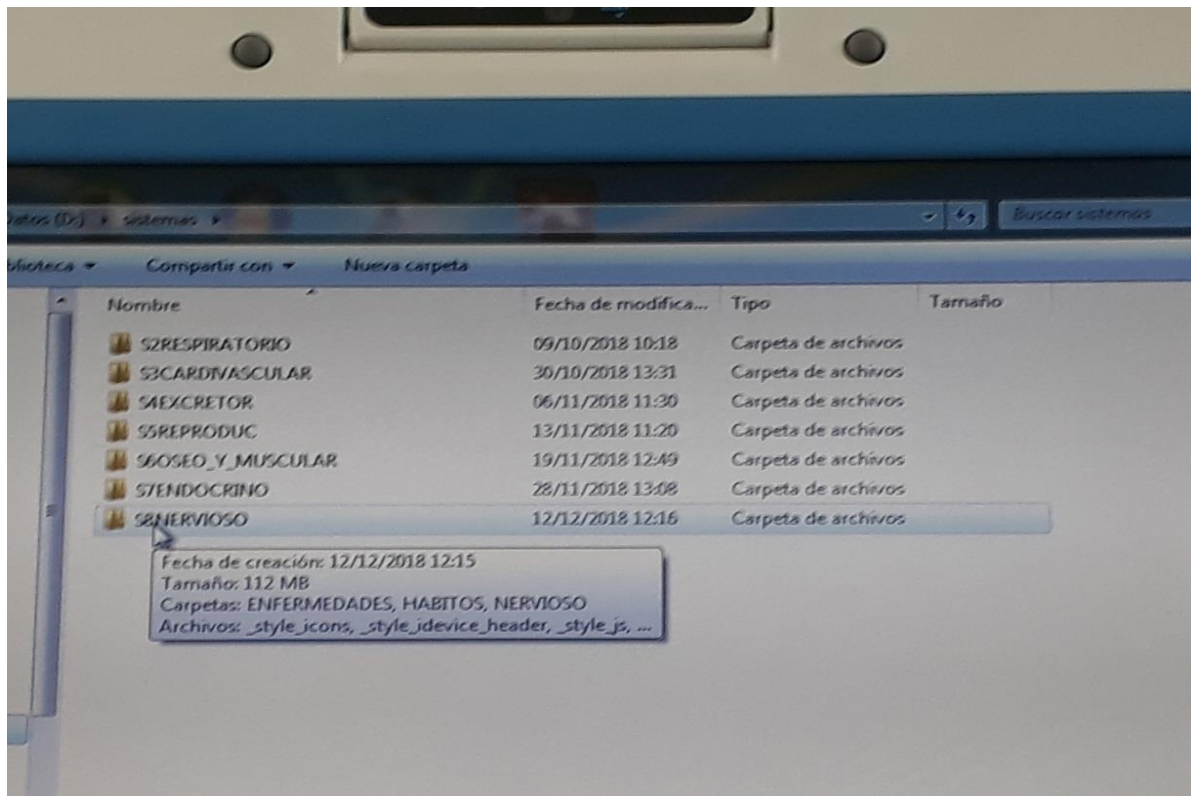 Datos (D:) ▸ sistemas ▸ Buscar sistemas
blioteca Compartir con Nueva carpeta
Nombre Fecha de modifica... Tipo Tamaño
S2RESPIRATORIO 09/10/2018 10:18 Carpeta de archivos
S3CARDIVASCULAR 30/10/2018 13:31 Carpeta de archivos
S4EXCRETOR 06/11/2018 11:30 Carpeta de archivos
S5REPRODUC 13/11/2018 11:20 Carpeta de archivos
S6OSEO_Y_MUSCULAR 19/11/2018 12:49 Carpeta de archivos
S7ENDOCRINO 28/11/2018 13:08 Carpeta de archivos
S8NERVIOSO 12/12/2018 12:16 Carpeta de archivos
Fecha de creación: 12/12/2018 12:15
Tamaño: 112 MB
Carpetas: ENFERMEDADES, HABITOS, NERVIOSO
Archivos: _style_icons, _style_idevice_header, _style_js, ...